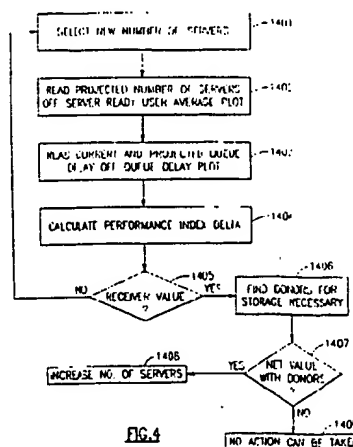 SELECT NEW NUMBER OF SERVERS
1401
READ PROJECTED NUMBER OF SERVERS
OFF SERVER READY USER AVERAGE PLOT
1402
READ CURRENT AND PROJECTED QUEUE
DELAY OFF QUEUE DELAY PLOT
1403
CALCULATE PERFORMANCE INDEX DELTA
1404
1405
RECEIVER VALUE
?
NO
YES
1406
FIND DONORS FOR
STORAGE NECESSARY
1407
NET VALUE
WITH DONORS
?
YES
NO
1408
INCREASE NO. OF SERVERS
NO ACTION CAN BE TAKE
FIG.4